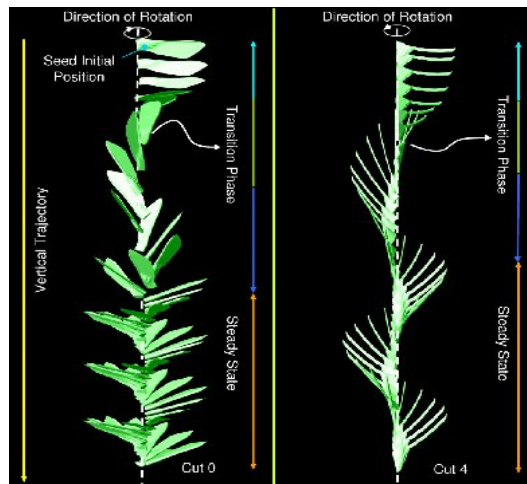 Direction of Rotation
Seed Initial
Position
Transition Phase
Vertical Trajectory
Steady State
Cut 0
Direction of Rotation
Transition Phase
Steady State
Cut 4